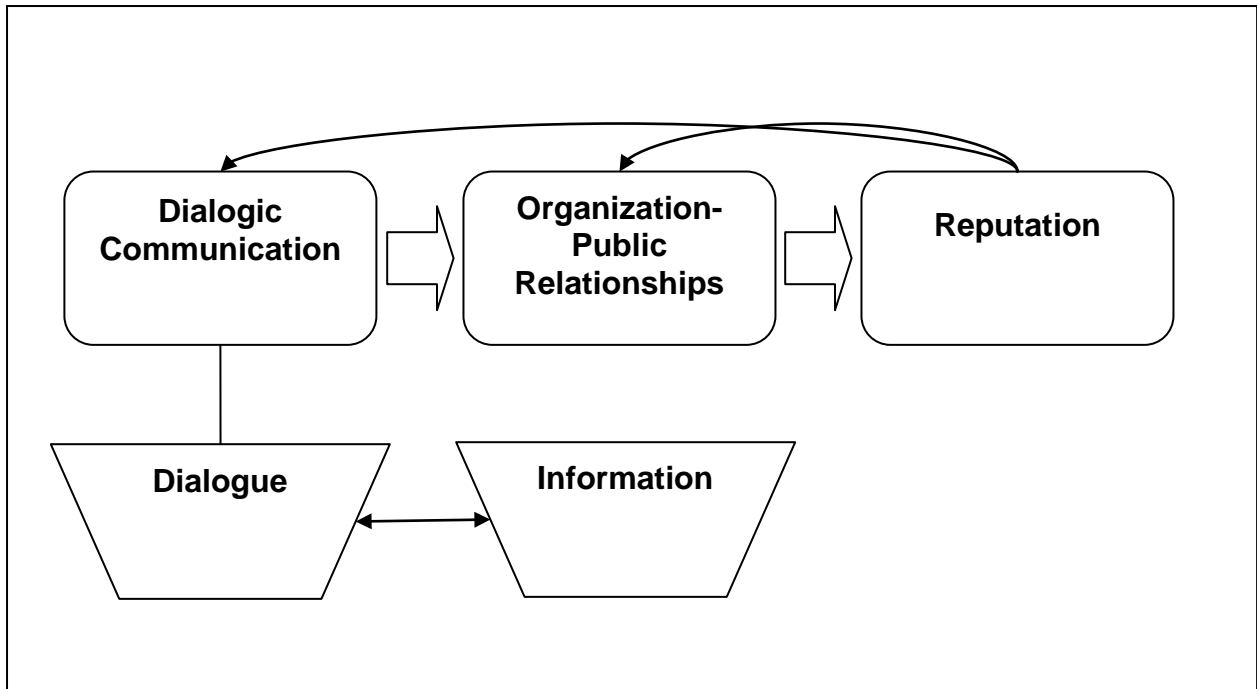 Dialogic
Communication
Organization-
Public
Relationships
Reputation
Dialogue
Information